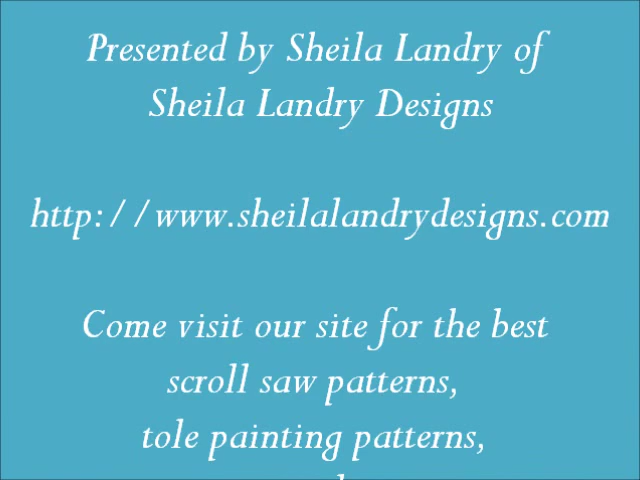 Presented by Sheila Landry of
Sheila Landry Designs
http://www.sheilalandrydesigns.com
Come visit our site for the best
scroll saw patterns,
tole painting patterns,